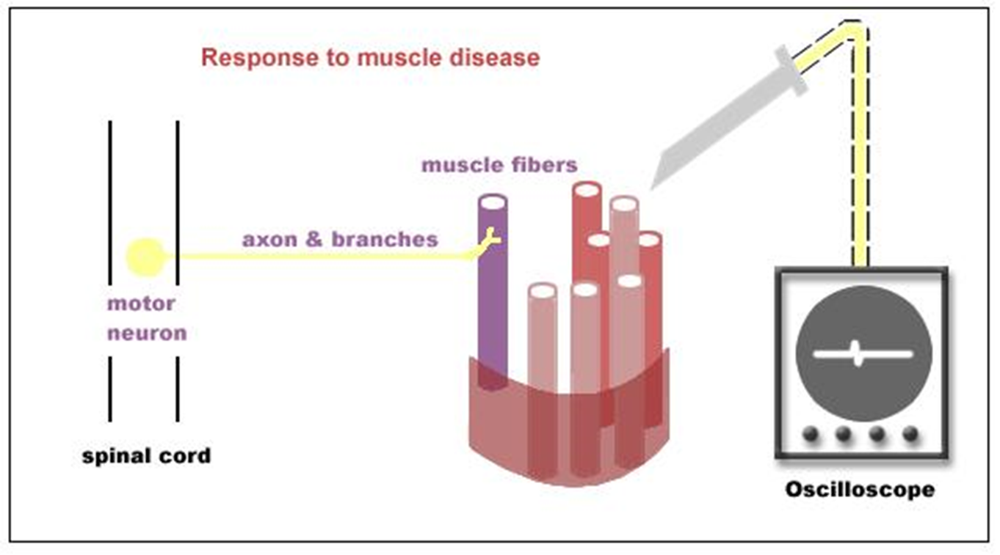 Response to muscle disease
muscle fibers
axon & branches
motor
neuron
spinal cord
Oscilloscope